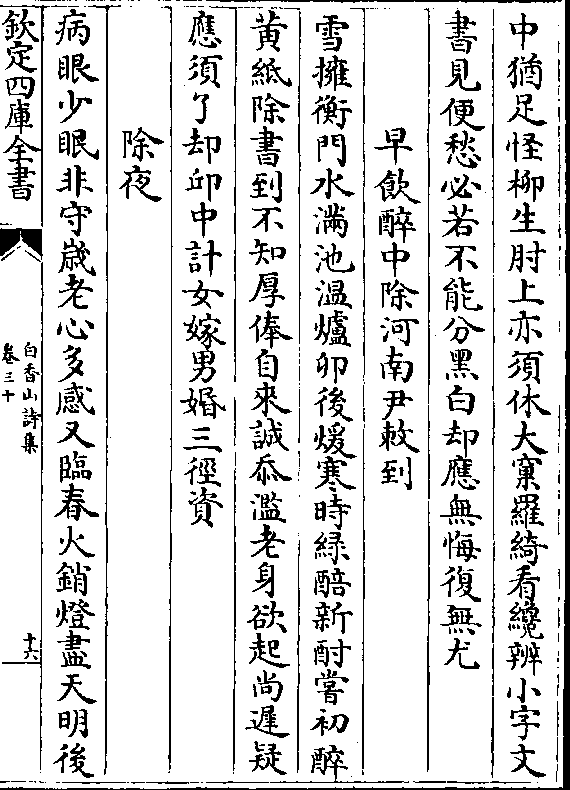 中猶足怪柳生肘上亦須休大窠羅綺看纔辨小字文
書見便愁必若不能分黑白却應無悔復無尤
早飲醉中除河南尹敕到
雪擁衡門水滿池温爐卯後煖寒時緑醅新酎嘗初醉
黄紙除書到不知厚俸自來誠忝濫老身欲起尚遲疑
應須了却丘中計女嫁男婚三徑資
除夜
病眼少眠非守歳老心多感又臨春火銷燈盡天明後
欽定四庫全書
白香山詩集
卷三十
十六